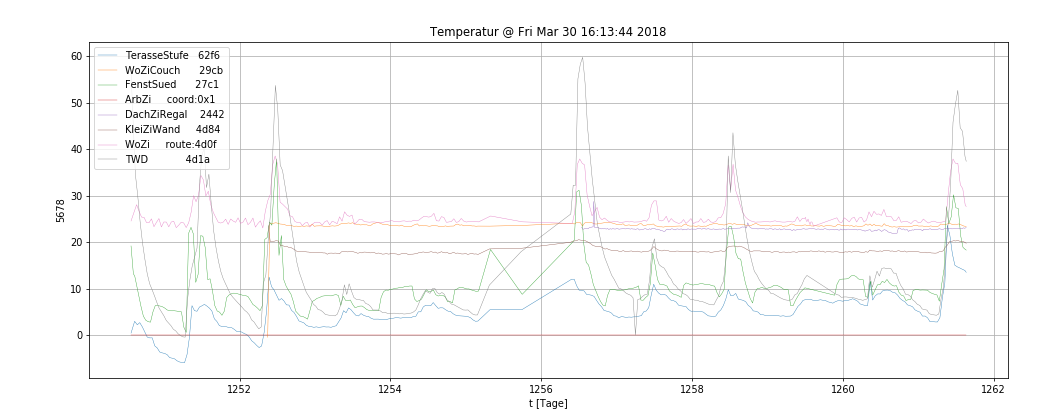 Temperatur @ Fri Mar 30 16:13:44 2018
60
50
40
30
20
10
0
5678
TerasseStufe 62f6
WoZiCouch 29cb
FenstSued 27c1
ArbZi coord:0x1
DachZiRegal 2442
KleiZiWand 4d84
WoZi route:4d0f
TWD 4d1a
1252 1254 1256 1258 1260 1262
t [Tage]